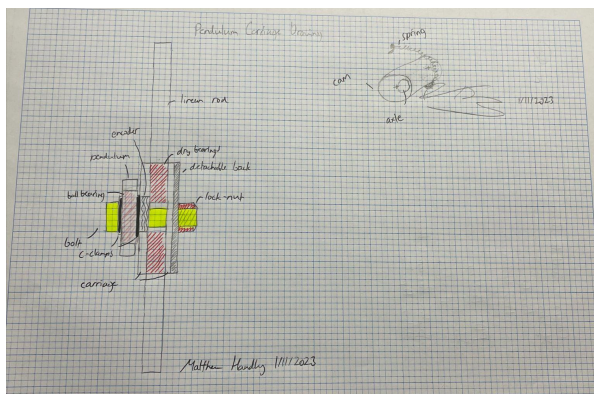 Pendulum Carriage Drawing
spring
cam
axle
1/11/2023
linear rod
encoder
dry bearings
pendulum
detachable back
ball bearing
lock-nut
bolt
C-clamps
carriage
Matthew Handley 1/11/2023